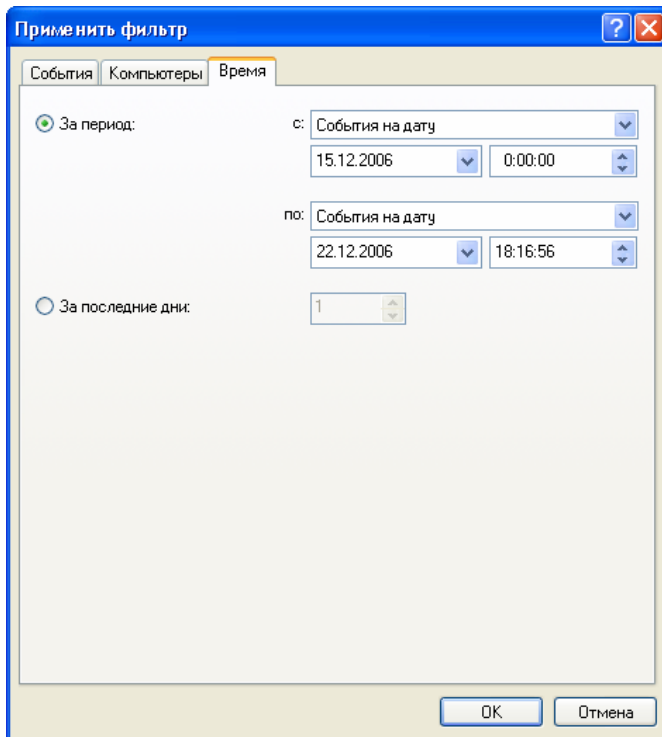 Применить фильтр
События Компьютеры Время
За период: с: События на дату
15.12.2006 0:00:00
по: События на дату
22.12.2006 18:16:56
За последние дни: 1
OK Отмена